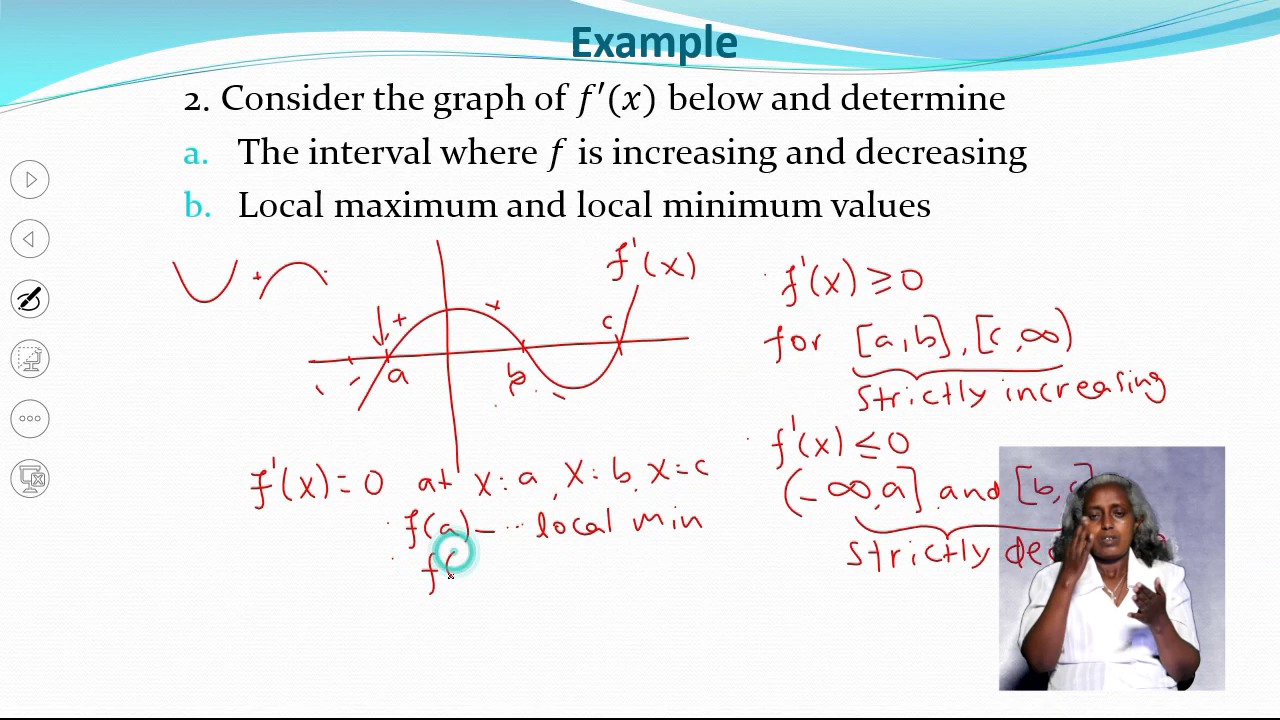 Example
2. Consider the graph of f′(x) below and determine
a. The interval where f is increasing and decreasing
b. Local maximum and local minimum values
f'(x)
+
+
+
c
a
b
-
-
f'(x) ≥ 0
for [a,b], [c,∞)
strictly increasing
f'(x) ≤ 0
(-∞,a] and [b,c]
strictly
f'(x) = 0 at x=a, x=b, x=c
f(a) - local min
f(